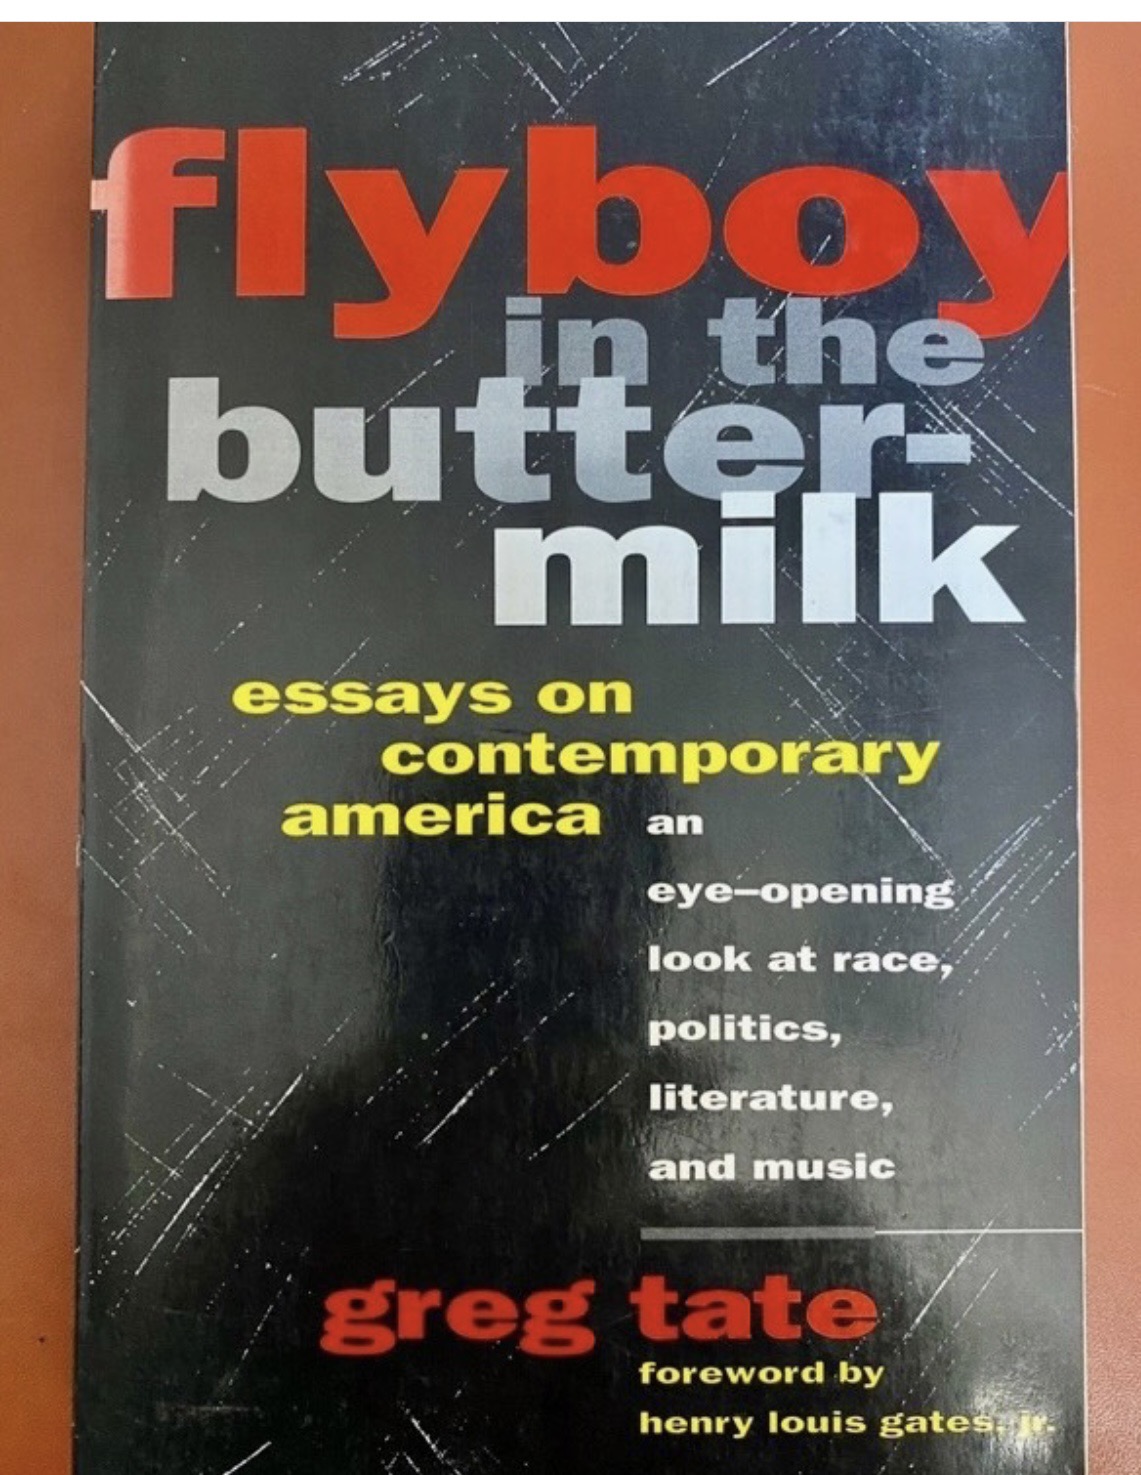 flyboy
in the
butter-
milk
essays on
contemporary
america an
eye–opening
look at race,
politics,
literature,
and music
greg tate
foreword by
henry louis gates, jr.